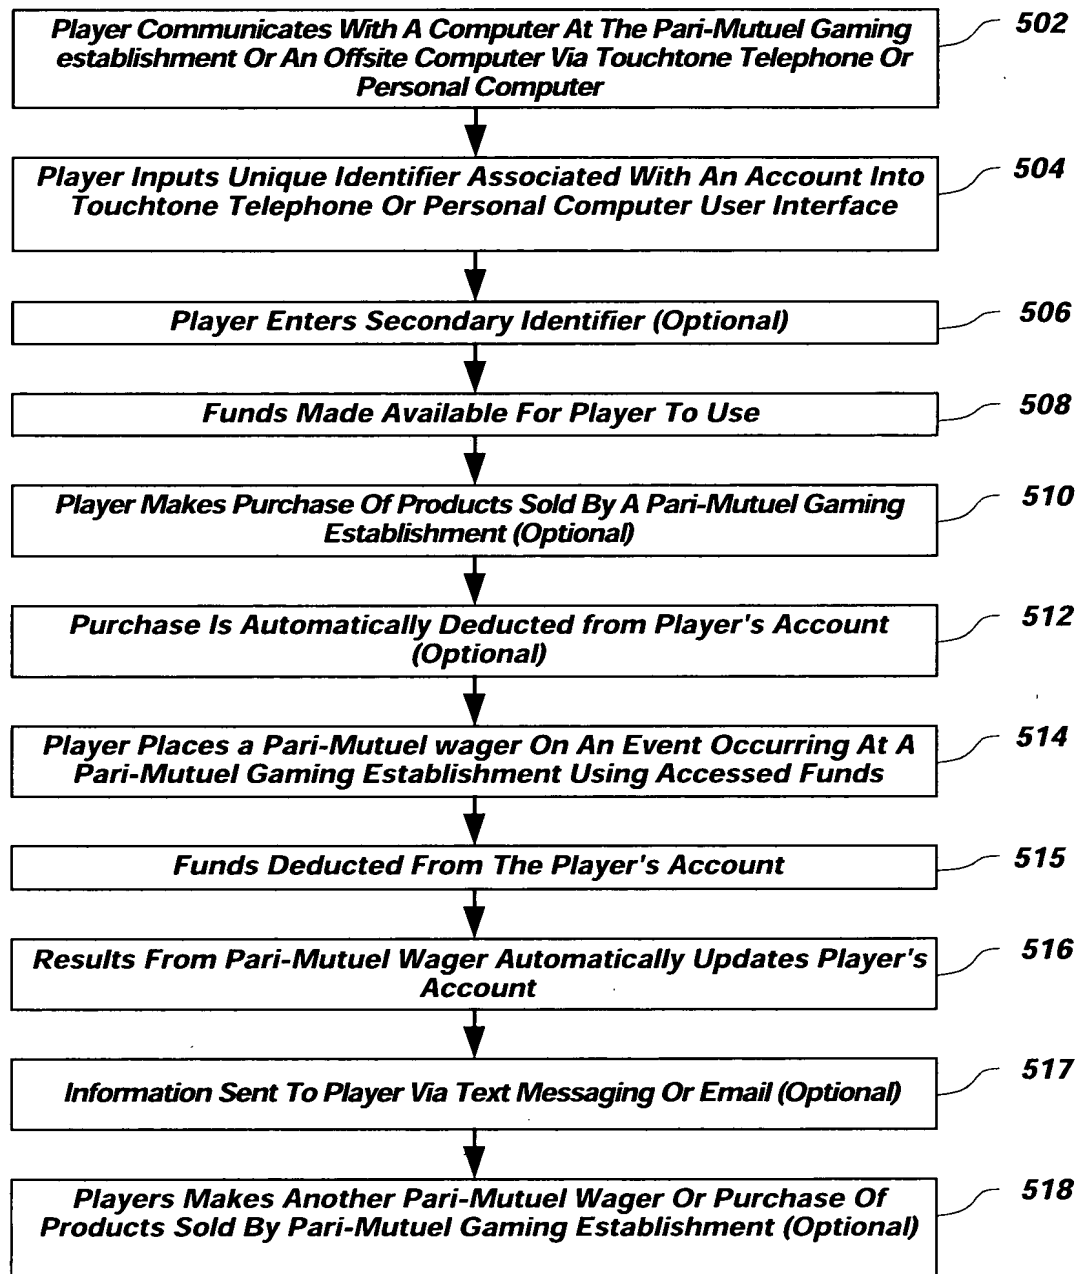 Player Communicates With A Computer At The Pari-Mutuel Gaming
establishment Or An Offsite Computer Via Touchtone Telephone Or
Personal Computer
502
Player Inputs Unique Identifier Associated With An Account Into
Touchtone Telephone Or Personal Computer User Interface
504
Player Enters Secondary Identifier (Optional)
506
Funds Made Available For Player To Use
508
Player Makes Purchase Of Products Sold By A Pari-Mutuel Gaming
Establishment (Optional)
510
Purchase Is Automatically Deducted from Player's Account
(Optional)
512
Player Places a Pari-Mutuel wager On An Event Occurring At A
Pari-Mutuel Gaming Establishment Using Accessed Funds
514
Funds Deducted From The Player's Account
515
Results From Pari-Mutuel Wager Automatically Updates Player's
Account
516
Information Sent To Player Via Text Messaging Or Email (Optional)
517
Players Makes Another Pari-Mutuel Wager Or Purchase Of
Products Sold By Pari-Mutuel Gaming Establishment (Optional)
518